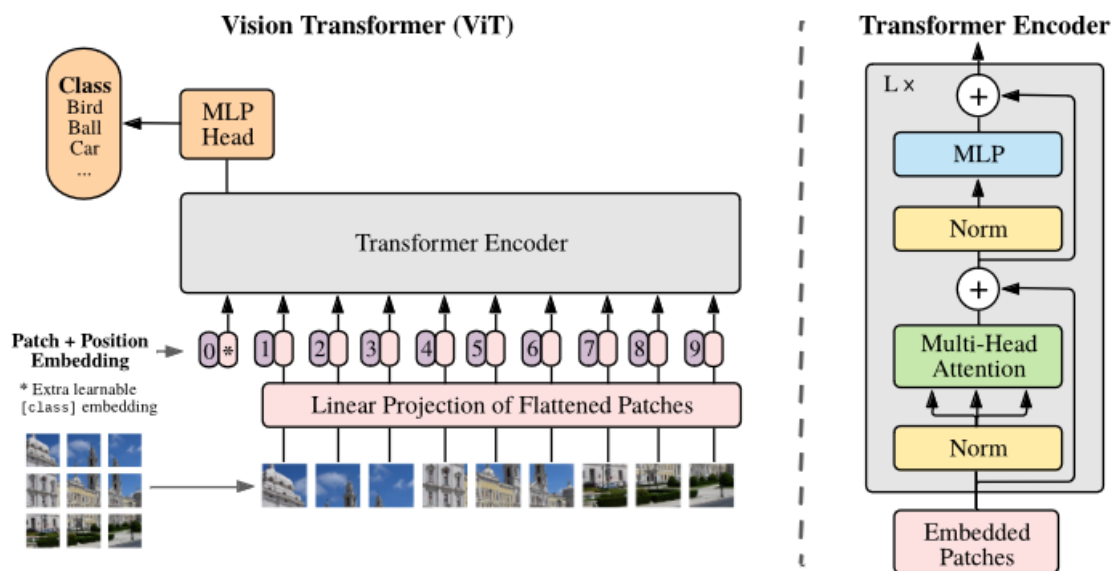 Vision Transformer (ViT)
Class
Bird
Ball
Car
...
MLP
Head
Transformer Encoder
Patch + Position
Embedding
* Extra learnable
[class] embedding
0 *
1
2
3
4
5
6
7
8
9
Linear Projection of Flattened Patches
Transformer Encoder
L ×
+
MLP
Norm
+
Multi-Head
Attention
Norm
Embedded
Patches